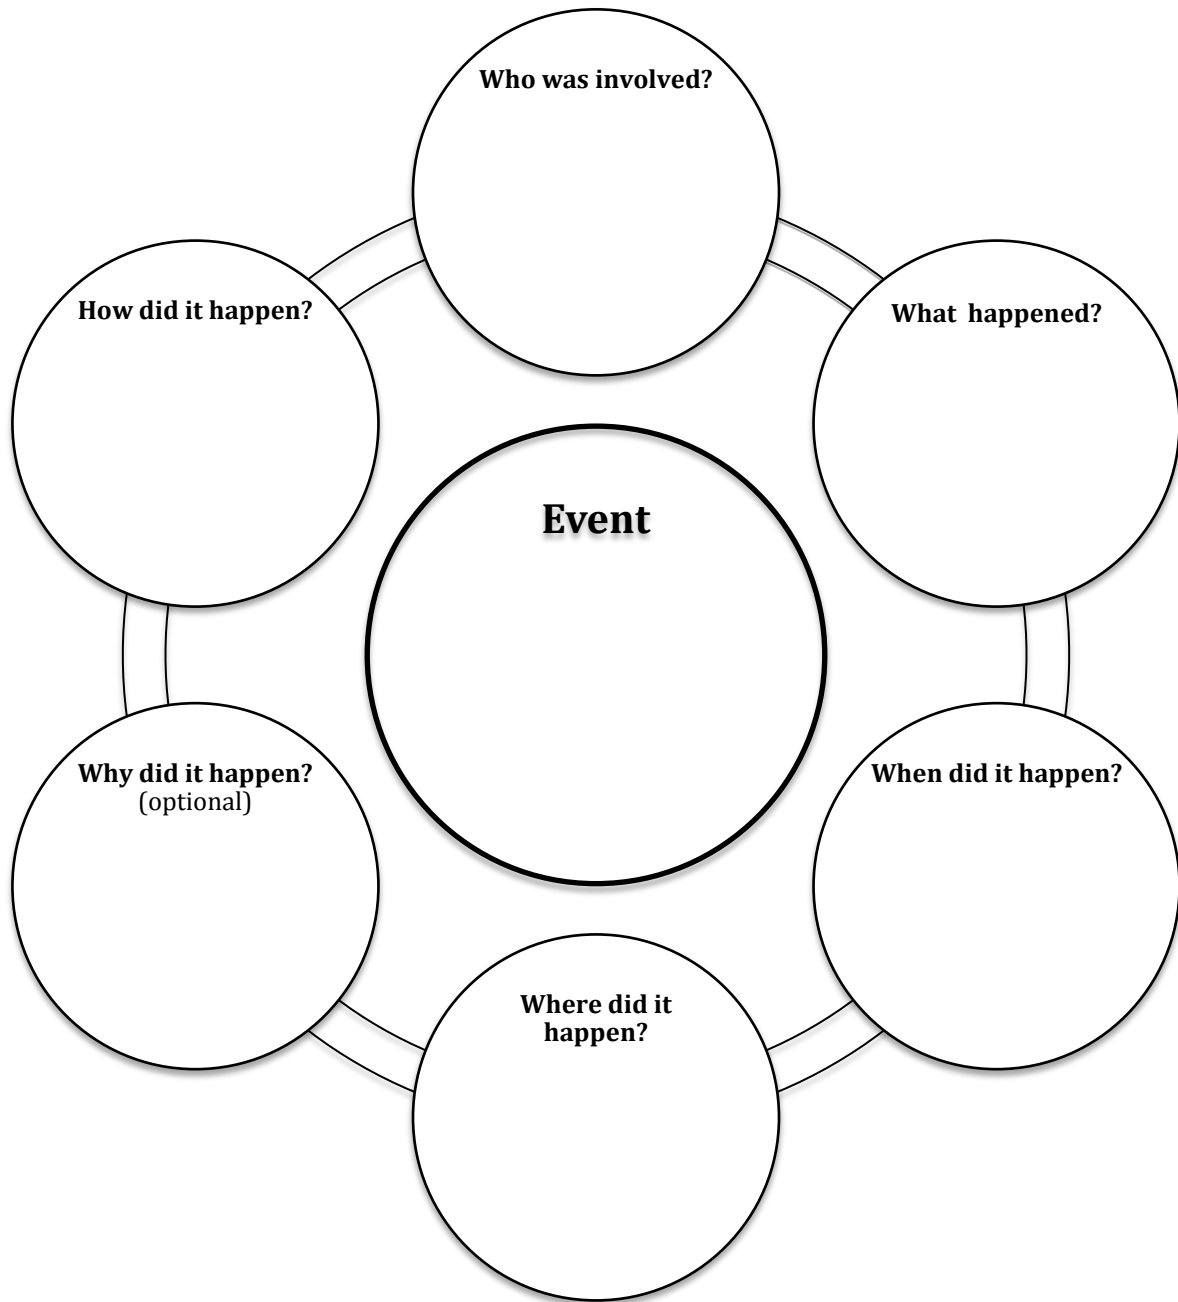 Who was involved?
How did it happen?
What  happened?
Event
Why did it happen?
(optional)
When did it happen?
Where did it
happen?